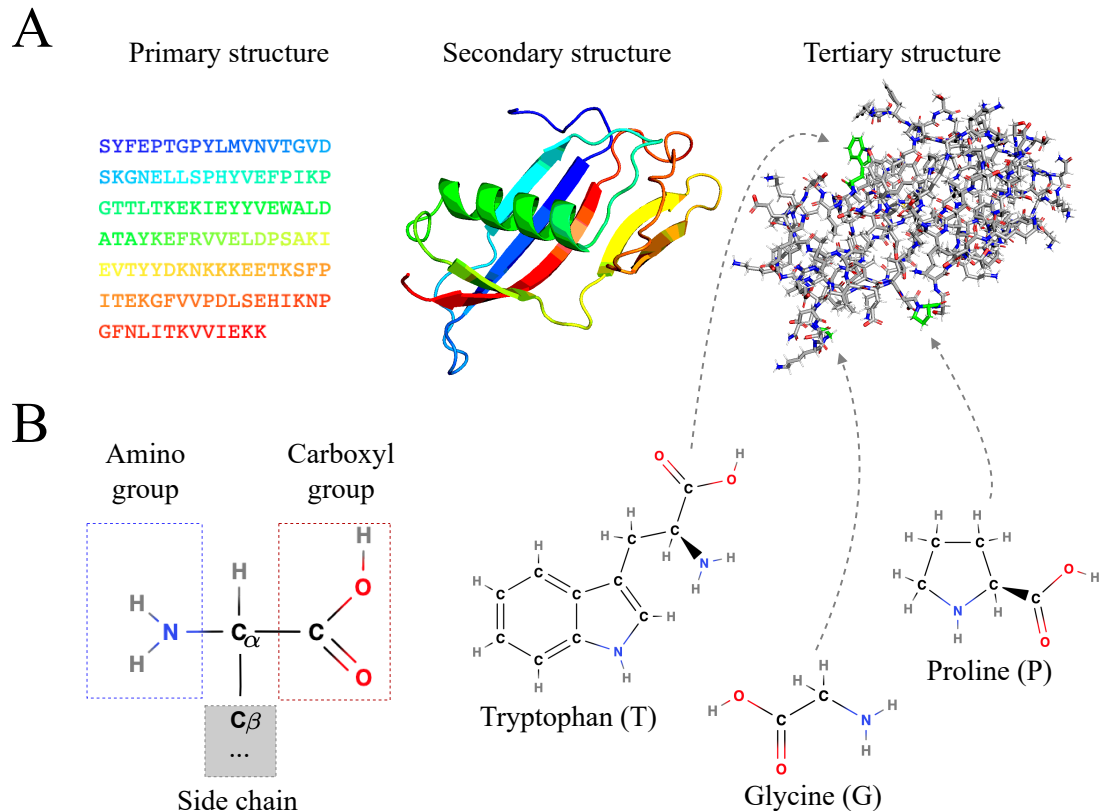 A
Primary structure
Secondary structure
Tertiary structure
SYFEPTGPYLMVNVTGVD
SKGNELLSPHYVEFPIKP
GTTLTKEKIEYYVEWALD
ATAYKEFRVVELDPSAKI
EVTYYDKNKKKEETKSFP
ITEKGFVVPDLSEHIKNP
GFNLITKVVIEKK
B
Amino
group
Carboxyl
group
H
H
H
N
H
Cα
C
O
O
Cβ
...
Side chain
O
H
C
O
H
H
C
C
H
N
H
H
H
C
C
C
C
H
H
C
C
C
C
H
N
H
H
Tryptophan (T)
H
H
H
O
C
C
N
H
H
O
Glycine (G)
H
H
H
H
C
C
H
H
C
C
N
H
H
C
O
H
O
Proline (P)